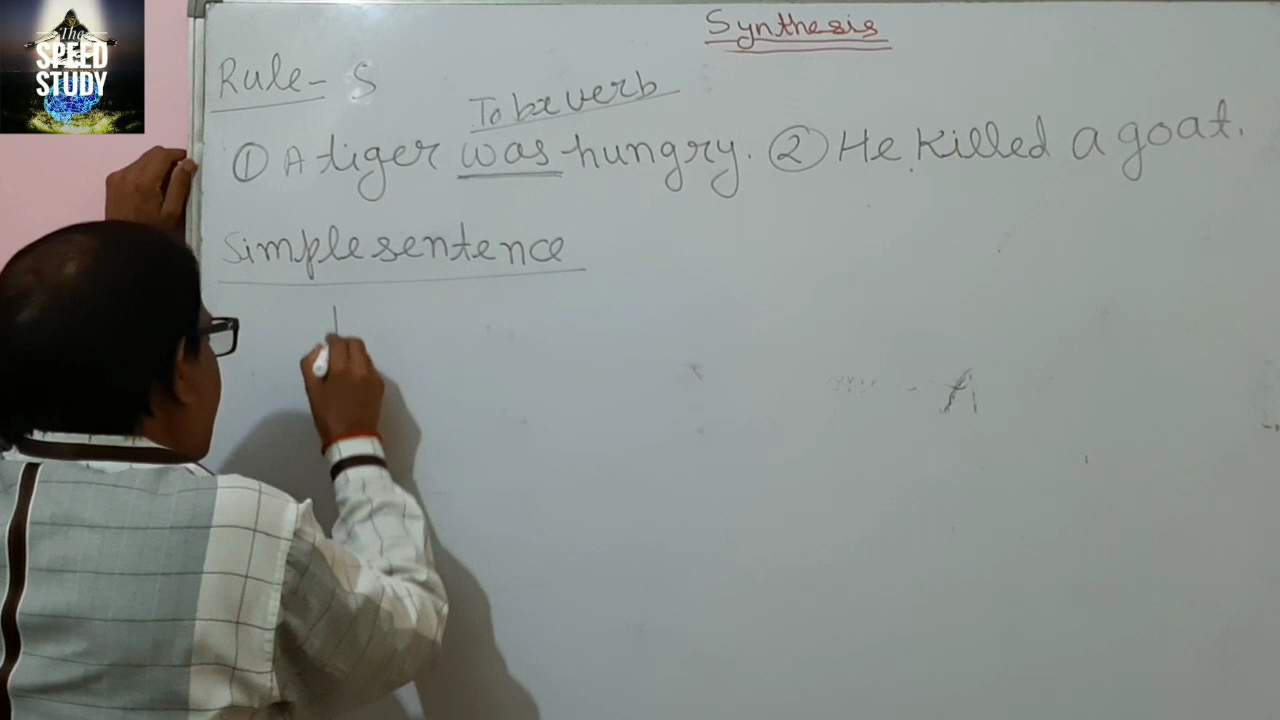 The
SPEED
STUDY
Synthesis
Rule- 5
To be verb
① A tiger was hungry. ② He killed a goat.
Simple sentence